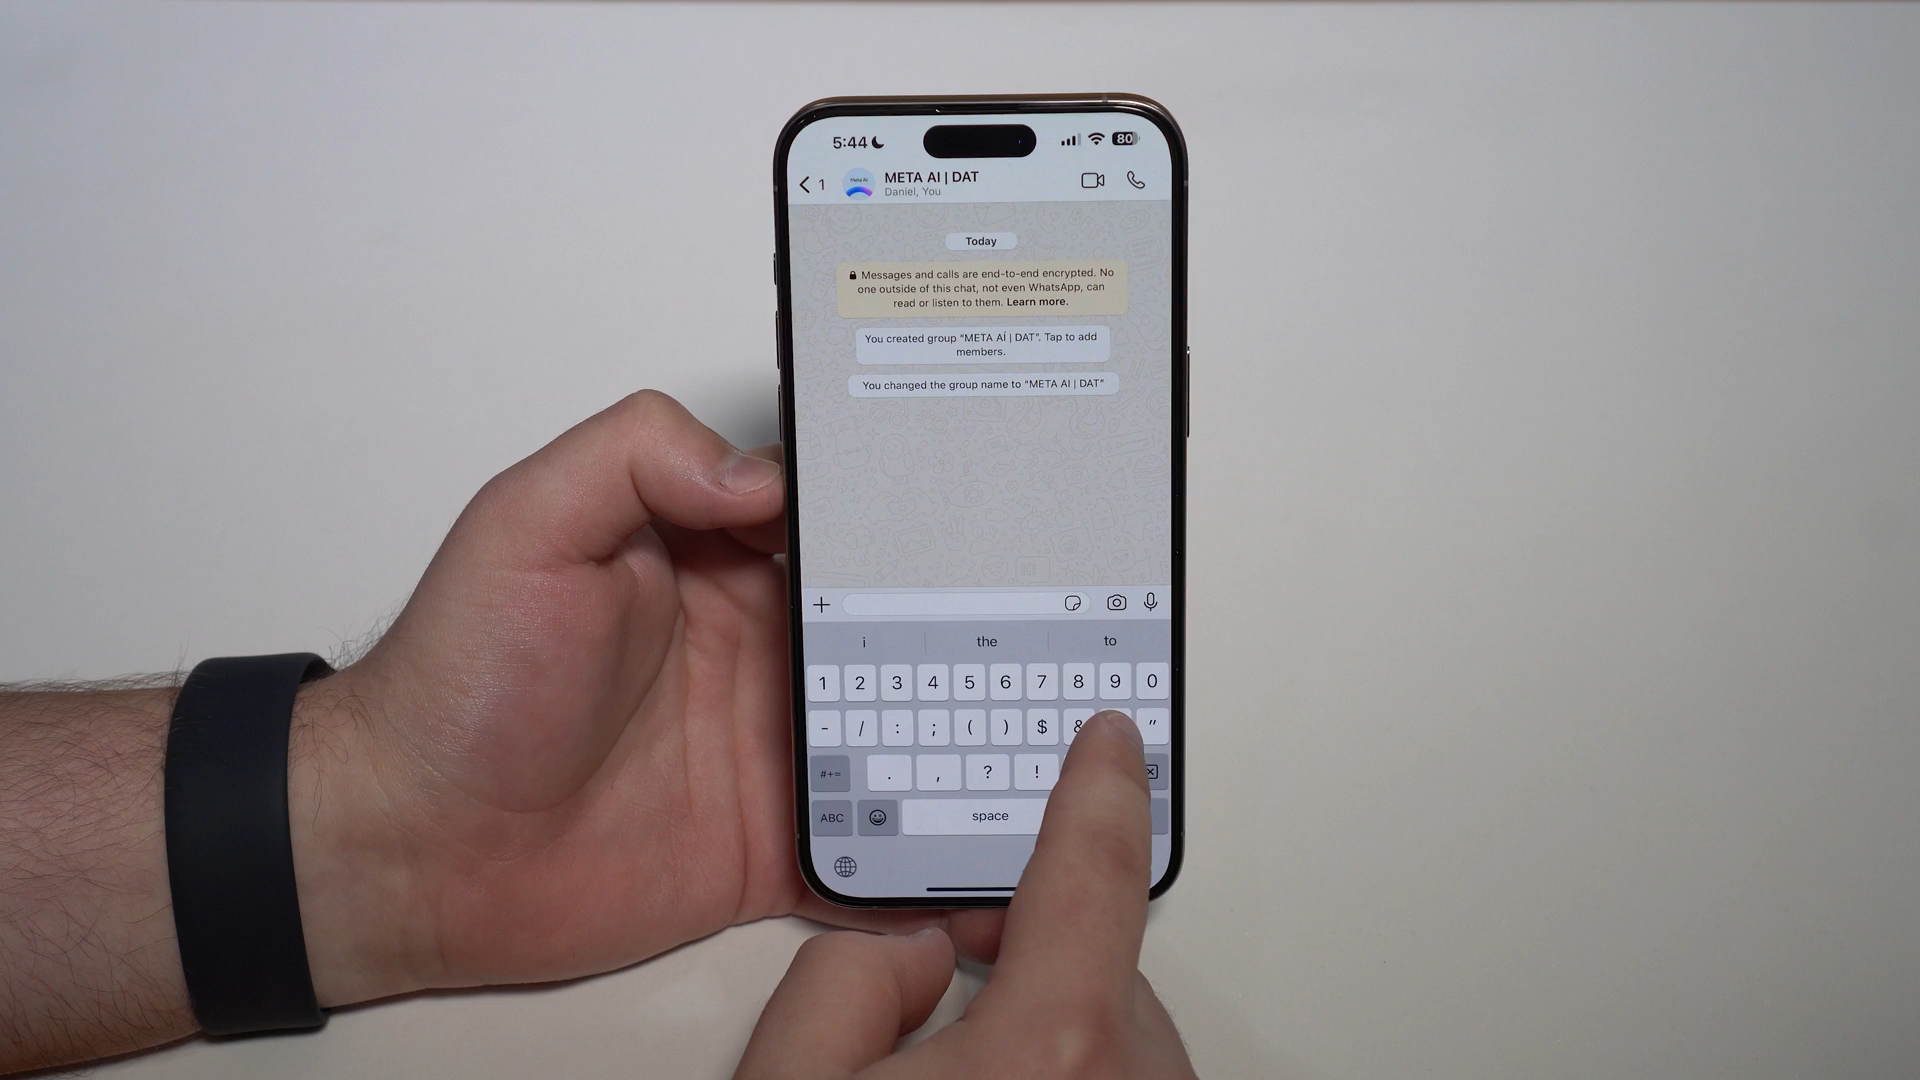 5:44 80
1 Meta AI META AI | DAT
Daniel, You
Today
Messages and calls are end-to-end encrypted. No
one outside of this chat, not even WhatsApp, can
read or listen to them. Learn more.
You created group “META AÍ | DAT”. Tap to add
members.
You changed the group name to “META AI | DAT”
i the to
1 2 3 4 5 6 7 8 9 0
- / : ; ( ) $ & "
#+= . , ? !
ABC space